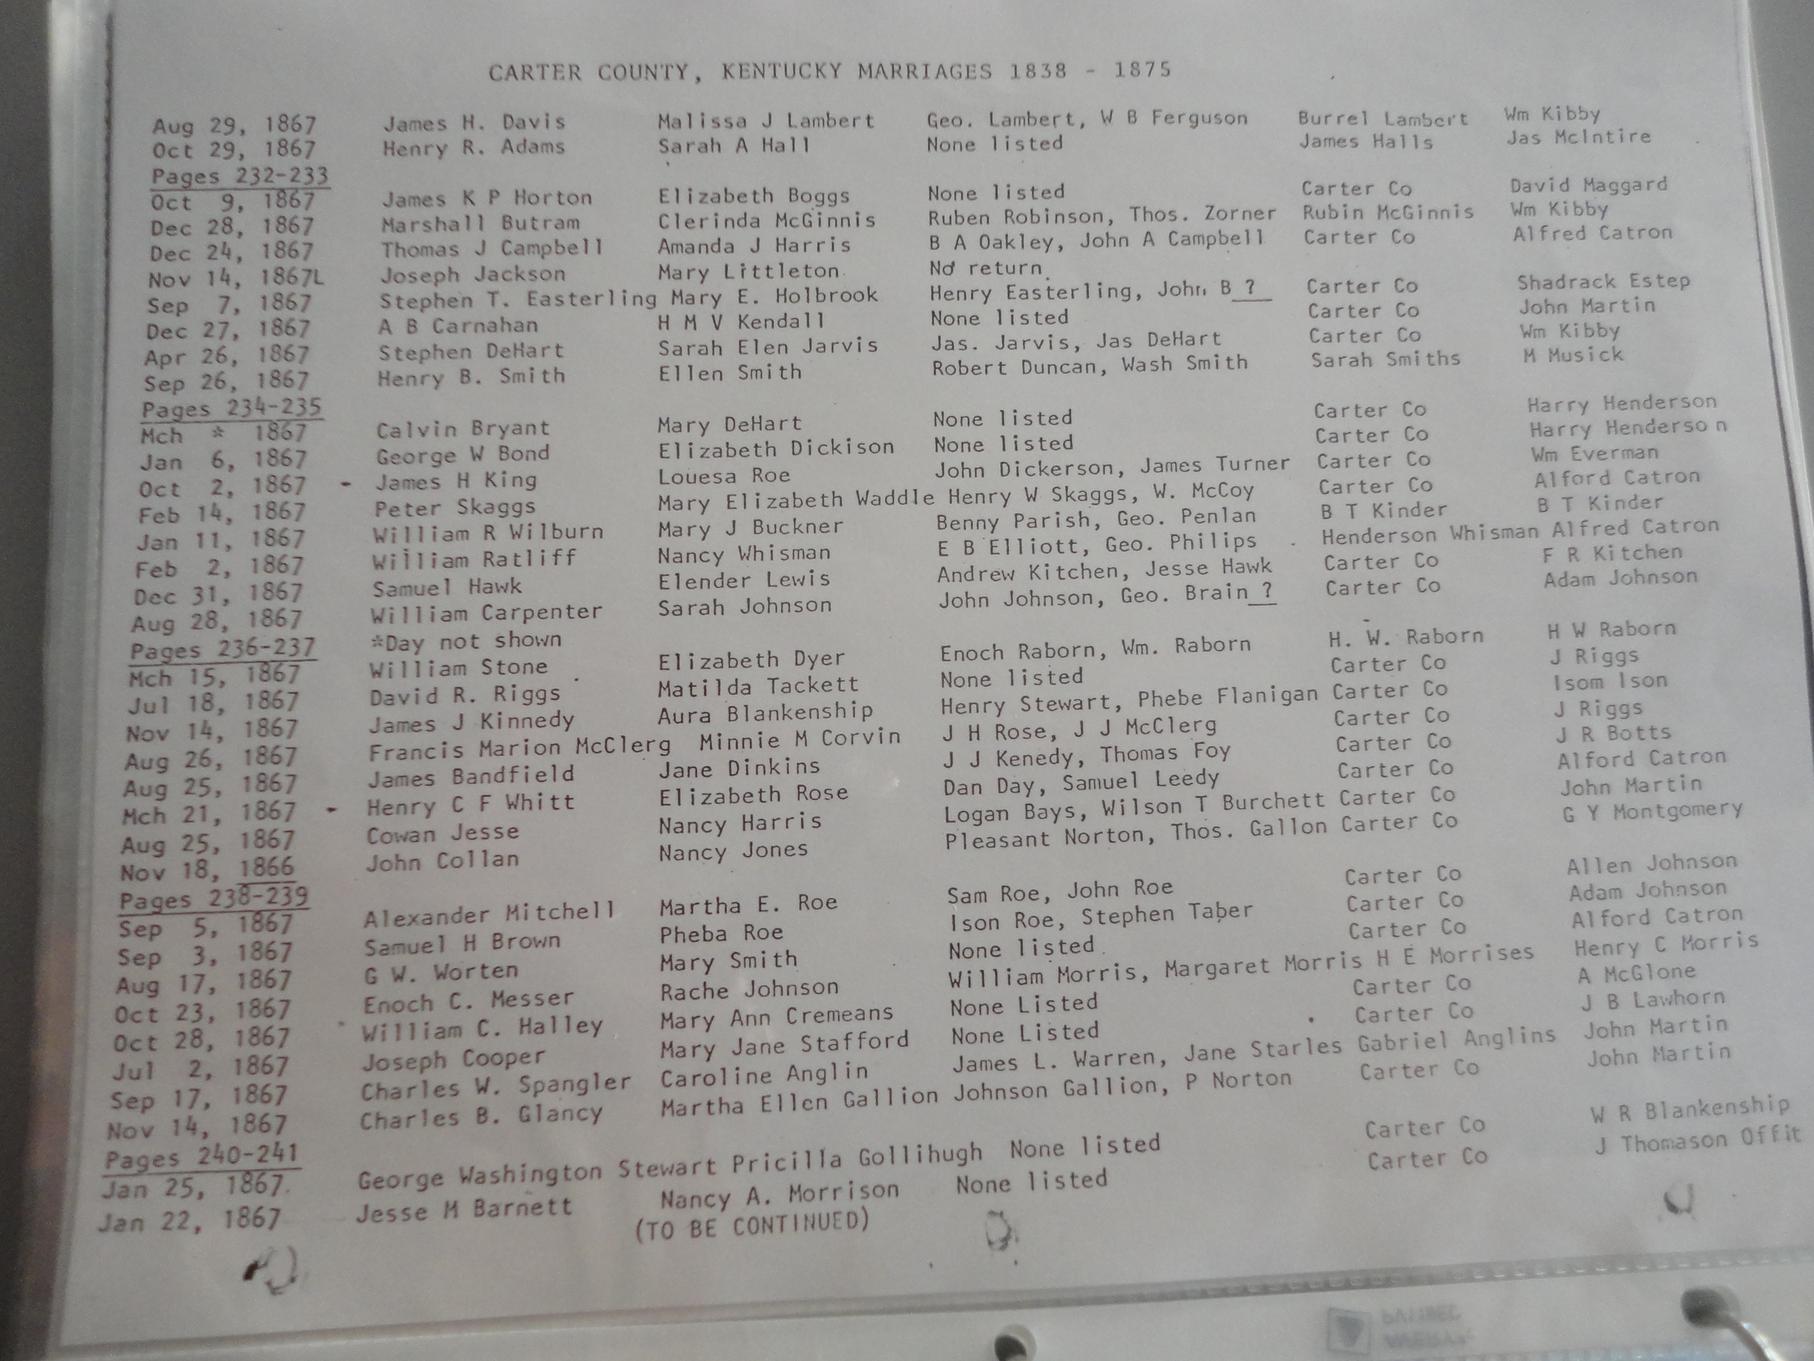 CARTER COUNTY, KENTUCKY MARRIAGES 1838 - 1875
Aug 29, 1867 James H. Davis Malissa J Lambert Geo. Lambert, W B Ferguson Burrel Lambert Wm Kibby
Oct 29, 1867 Henry R. Adams Sarah A Hall None listed James Halls Jas McIntire
Pages 232-233
Oct 9, 1867 James K P Horton Elizabeth Boggs None listed Carter Co David Maggard
Dec 28, 1867 Marshall Butram Clerinda McGinnis Ruben Robinson, Thos. Zorner Rubin McGinnis Wm Kibby
Dec 24, 1867 Thomas J Campbell Amanda J Harris B A Oakley, John A Campbell Carter Co Alfred Catron
Nov 14, 1867L Joseph Jackson Mary Littleton No return
Sep 7, 1867 Stephen T. Easterling Mary E. Holbrook Henry Easterling, John B ? Carter Co Shadrack Estep
Dec 27, 1867 A B Carnahan H M V Kendall None listed Carter Co John Martin
Apr 26, 1867 Stephen DeHart Sarah Elen Jarvis Jas. Jarvis, Jas DeHart Carter Co Wm Kibby
Sep 26, 1867 Henry B. Smith Ellen Smith Robert Duncan, Wash Smith Sarah Smiths M Musick
Pages 234-235
Mch * 1867 Calvin Bryant Mary DeHart None listed Carter Co Harry Henderson
Jan 6, 1867 George W Bond Elizabeth Dickison None listed Carter Co Harry Henderson
Oct 2, 1867 - James H King Louesa Roe John Dickerson, James Turner Carter Co Wm Everman
Feb 14, 1867 Peter Skaggs Mary Elizabeth Waddle Henry W Skaggs, W. McCoy Carter Co Alford Catron
Jan 11, 1867 William R Wilburn Mary J Buckner Benny Parish, Geo. Penlan B T Kinder B T Kinder
Feb 2, 1867 William Ratliff Nancy Whisman E B Elliott, Geo. Philips Henderson Whisman Alfred Catron
Dec 31, 1867 Samuel Hawk Elender Lewis Andrew Kitchen, Jesse Hawk Carter Co F R Kitchen
Aug 28, 1867 William Carpenter Sarah Johnson John Johnson, Geo. Brain ? Carter Co Adam Johnson
Pages 236-237 *Day not shown
Mch 15, 1867 William Stone Elizabeth Dyer Enoch Raborn, Wm. Raborn H. W. Raborn H W Raborn
Jul 18, 1867 David R. Riggs Matilda Tackett None listed Carter Co J Riggs
Nov 14, 1867 James J Kinnedy Aura Blankenship Henry Stewart, Phebe Flanigan Carter Co Isom Ison
Aug 26, 1867 Francis Marion McClerg Minnie M Corvin J H Rose, J J McClerg Carter Co J Riggs
Aug 25, 1867 James Bandfield Jane Dinkins J J Kenedy, Thomas Foy Carter Co J R Botts
Mch 21, 1867 - Henry C F Whitt Elizabeth Rose Dan Day, Samuel Leedy Carter Co Alford Catron
Aug 25, 1867 Cowan Jesse Nancy Harris Logan Bays, Wilson T Burchett Carter Co John Martin
Nov 18, 1866 John Collan Nancy Jones Pleasant Norton, Thos. Gallon Carter Co G Y Montgomery
Pages 238-239
Sep 5, 1867 Alexander Mitchell Martha E. Roe Sam Roe, John Roe Carter Co Allen Johnson
Sep 3, 1867 Samuel H Brown Pheba Roe Ison Roe, Stephen Taber Carter Co Adam Johnson
Aug 17, 1867 G W. Worten Mary Smith None listed Carter Co Alford Catron
Oct 23, 1867 Enoch C. Messer Rache Johnson William Morris, Margaret Morris H E Morrises Henry C Morris
Oct 28, 1867 William C. Halley Mary Ann Cremeans None Listed Carter Co A McGlone
Jul 2, 1867 Joseph Cooper Mary Jane Stafford None Listed Carter Co J B Lawhorn
Sep 17, 1867 Charles W. Spangler Caroline Anglin James L. Warren, Jane Starles Gabriel Anglins John Martin
Nov 14, 1867 Charles B. Glancy Martha Ellen Gallion Johnson Gallion, P Norton Carter Co John Martin
Pages 240-241
Jan 25, 1867 George Washington Stewart Pricilla Gollihugh None listed Carter Co W R Blankenship
Jan 22, 1867 Jesse M Barnett Nancy A. Morrison None listed Carter Co J Thomason Offit
(TO BE CONTINUED)